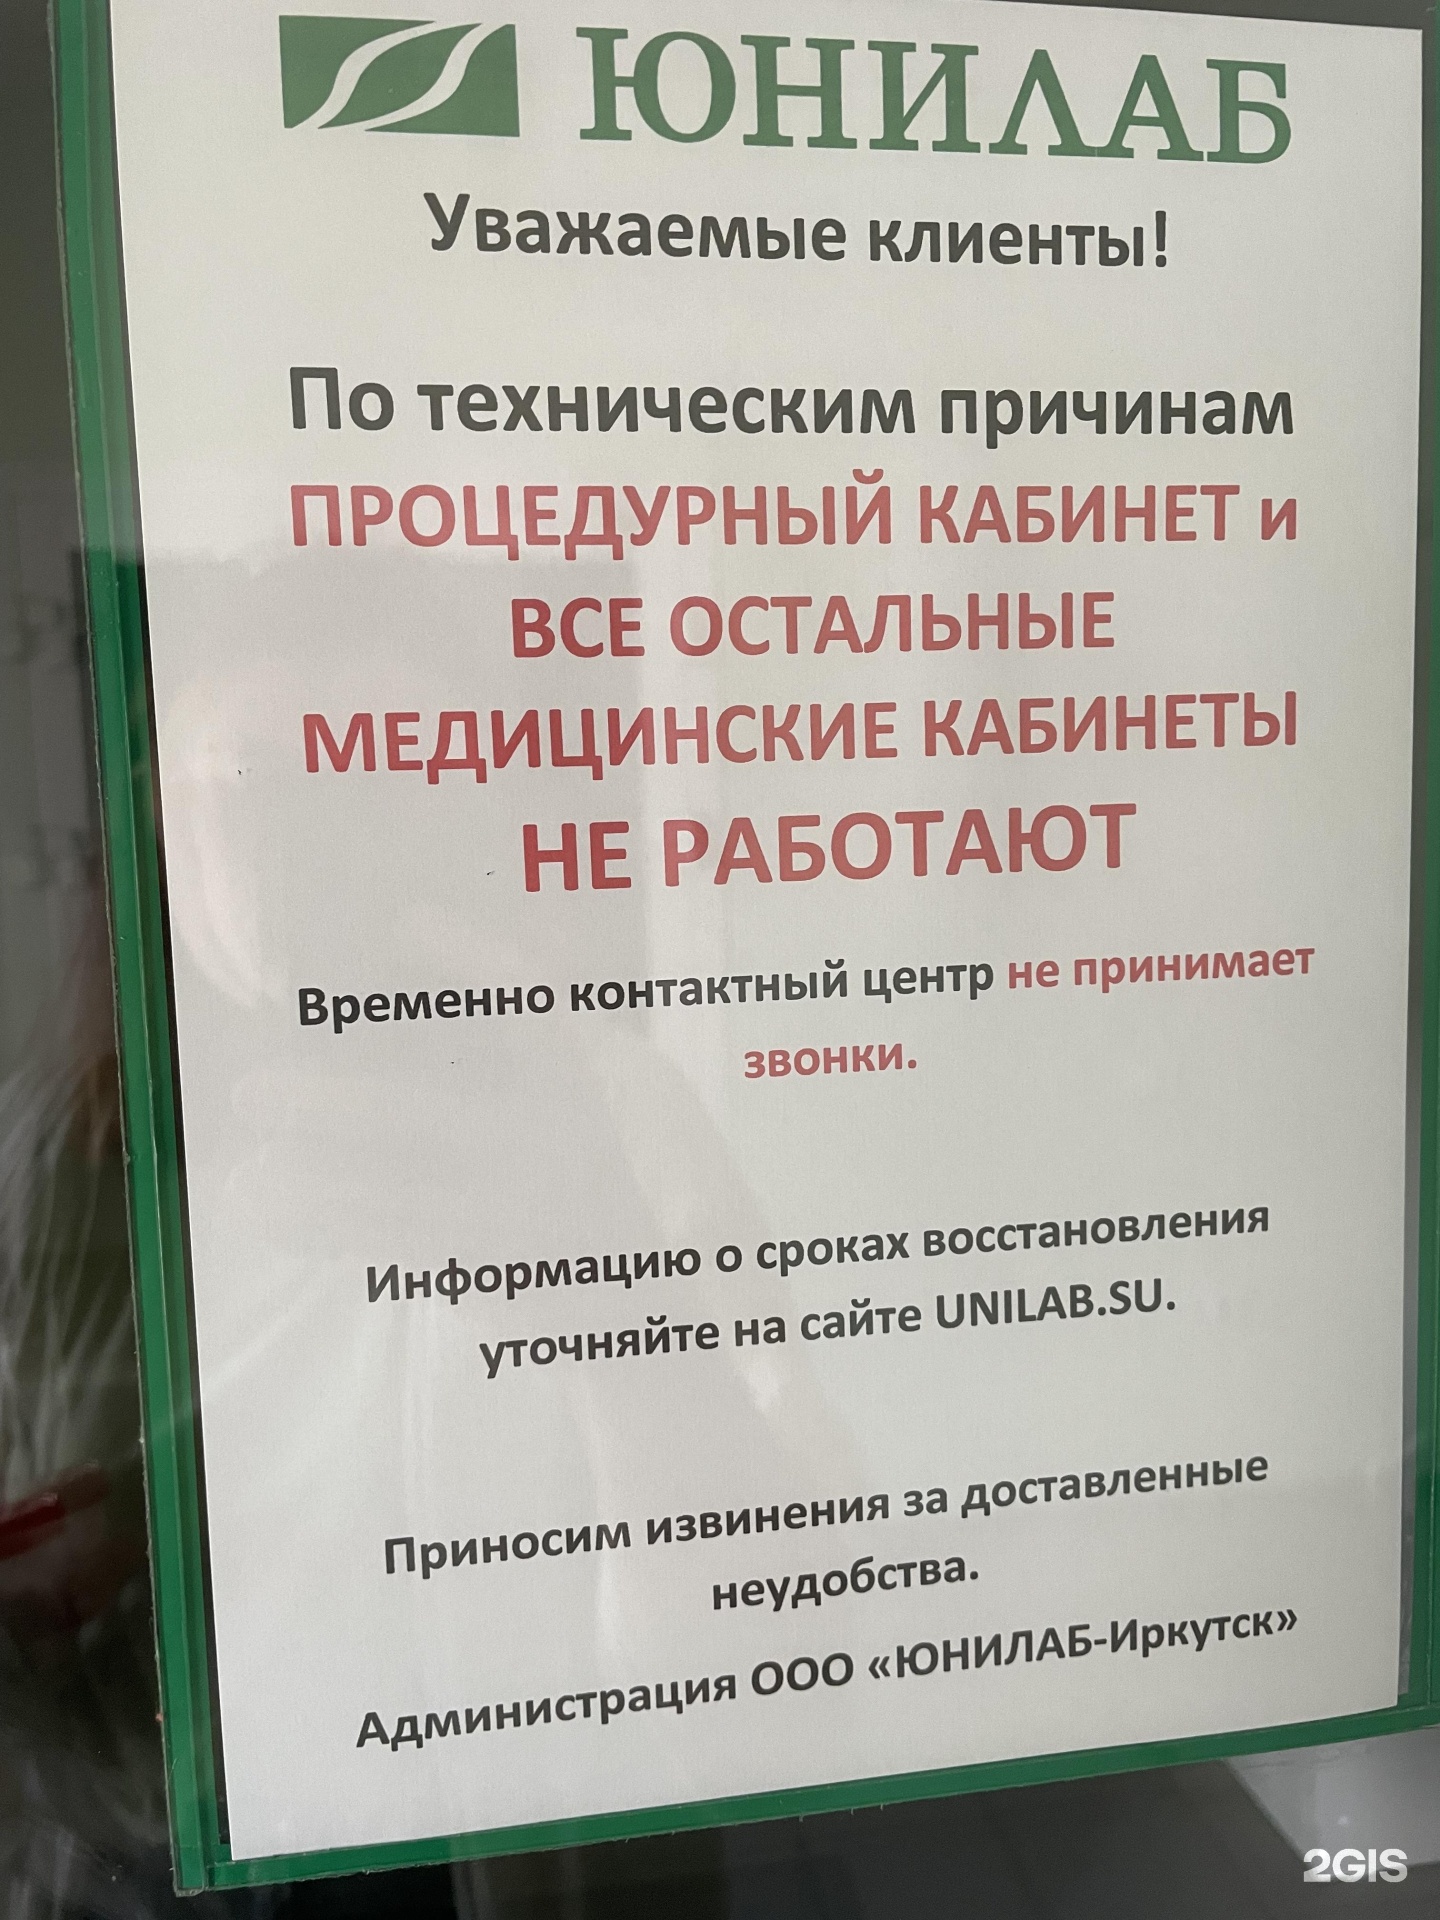 ЮНИЛАБ
Уважаемые клиенты!
По техническим причинам
ПРОЦЕДУРНЫЙ КАБИНЕТ и
ВСЕ ОСТАЛЬНЫЕ
МЕДИЦИНСКИЕ КАБИНЕТЫ
НЕ РАБОТАЮТ
Временно контактный центр не принимает
звонки.
Информацию о сроках восстановления
уточняйте на сайте UNILAB.SU.
Приносим извинения за доставленные
неудобства.
Администрация ООО «ЮНИЛАБ-Иркутск»
2GIS